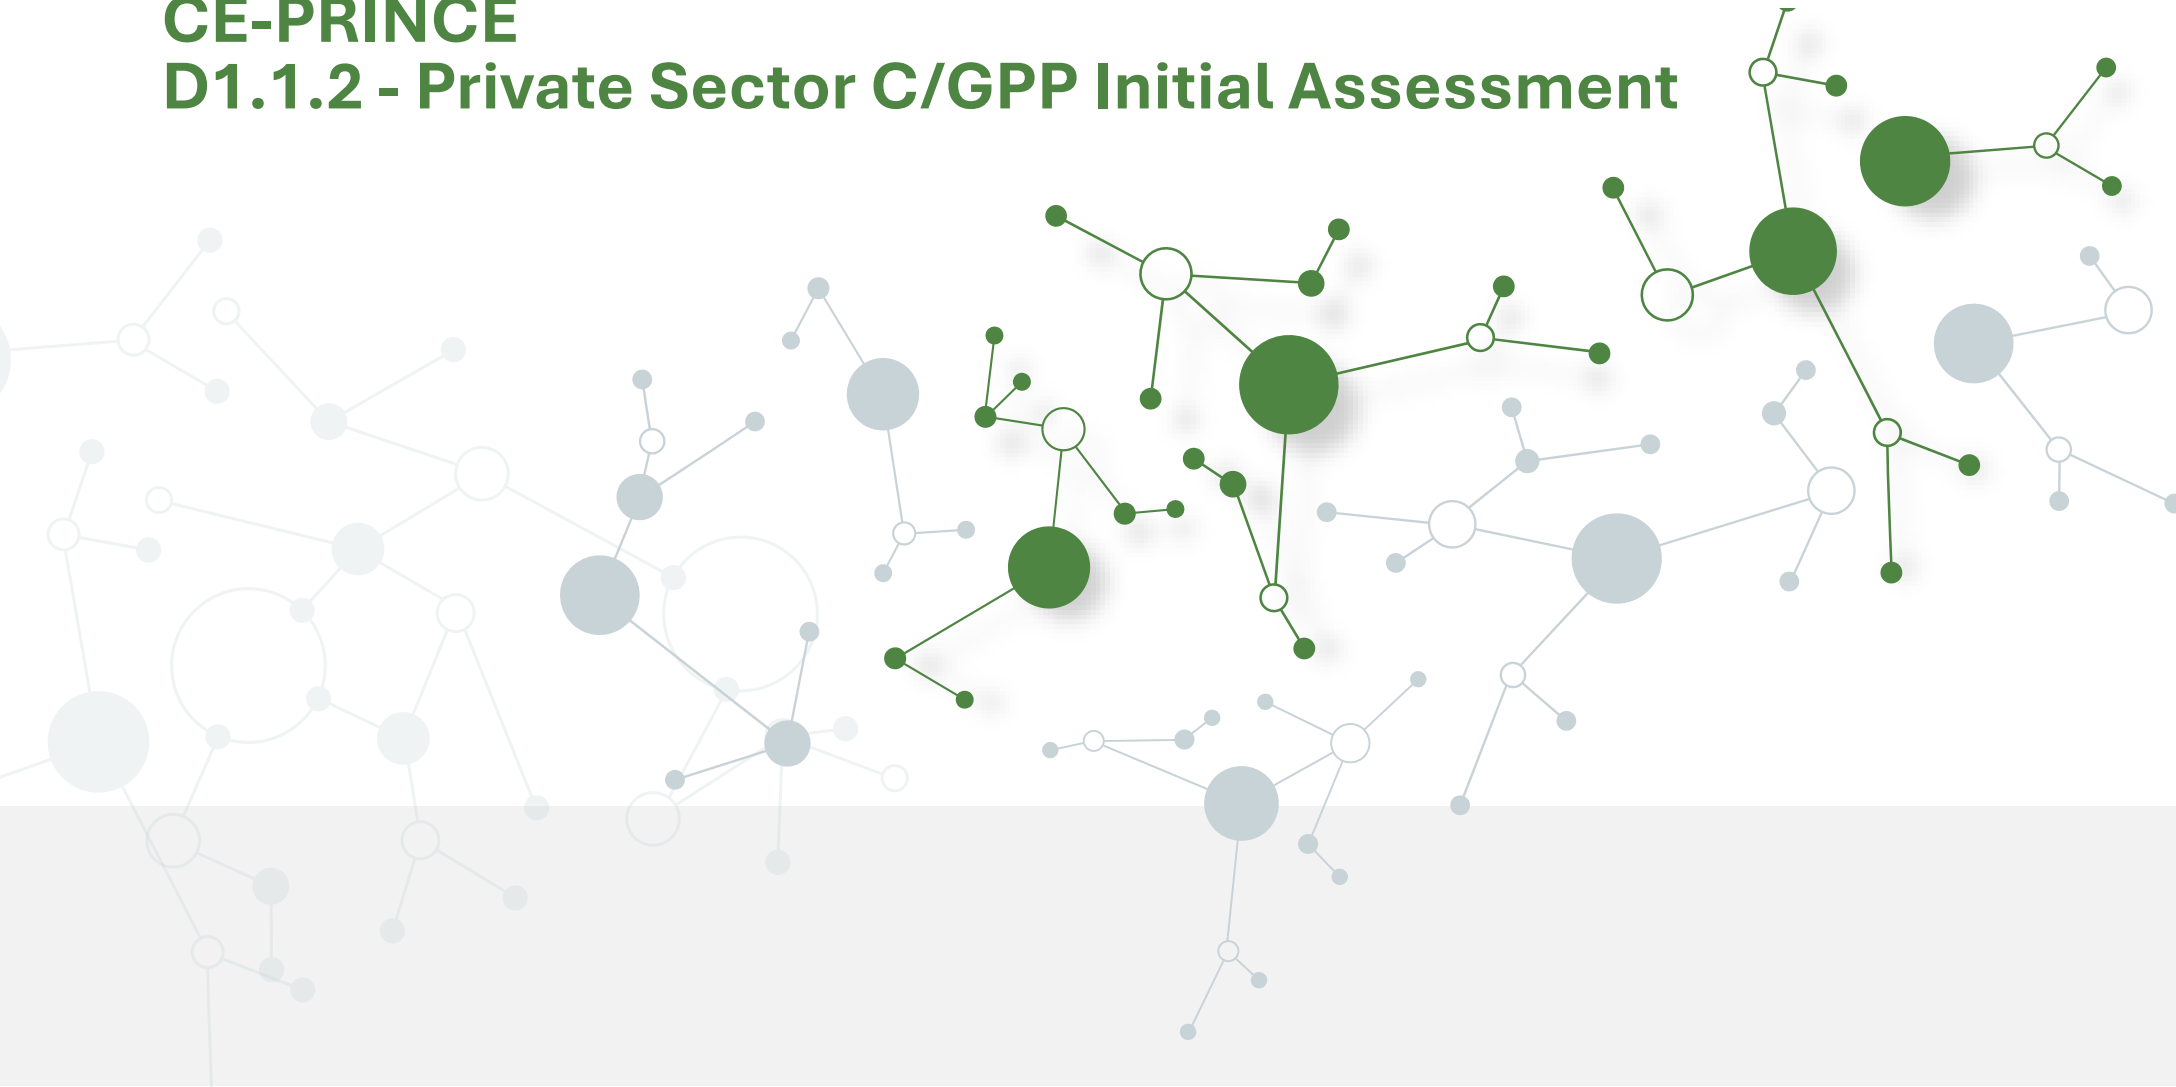 CE-PRINCE
D1.1.2 - Private Sector C/GPP Initial Assessment